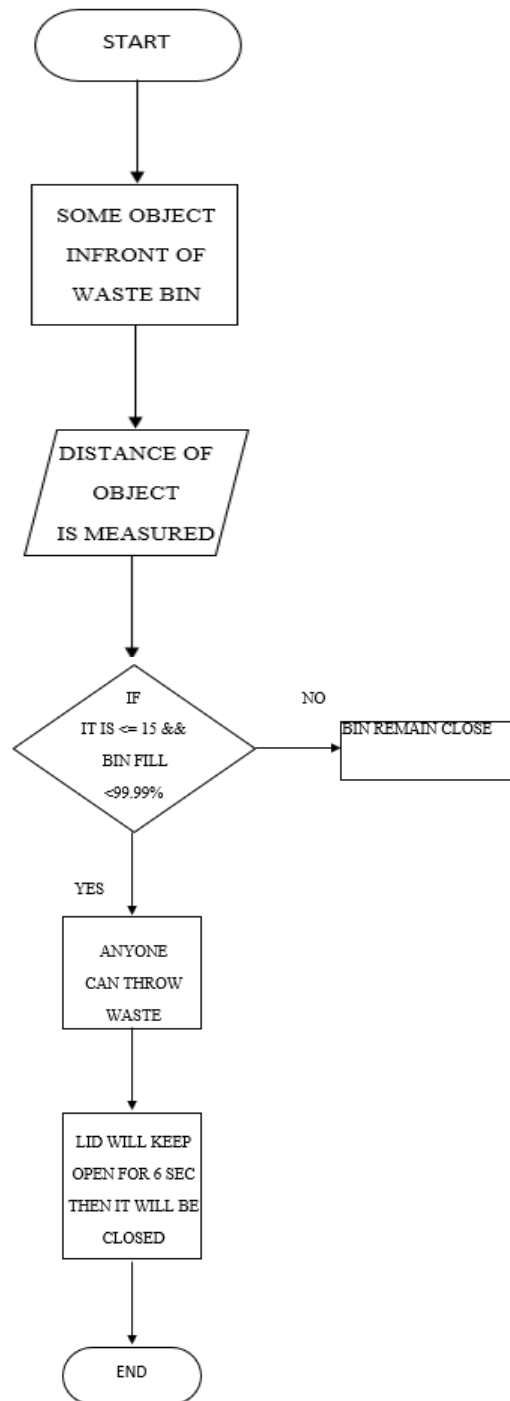 START
SOME OBJECT
INFRONT OF
WASTE BIN
DISTANCE OF
OBJECT
IS MEASURED
IF
IT IS <= 15 &&
BIN FILL
<99.99%
NO
BIN REMAIN CLOSE
YES
ANYONE
CAN THROW
WASTE
LID WILL KEEP
OPEN FOR 6 SEC
THEN IT WILL BE
CLOSED
END